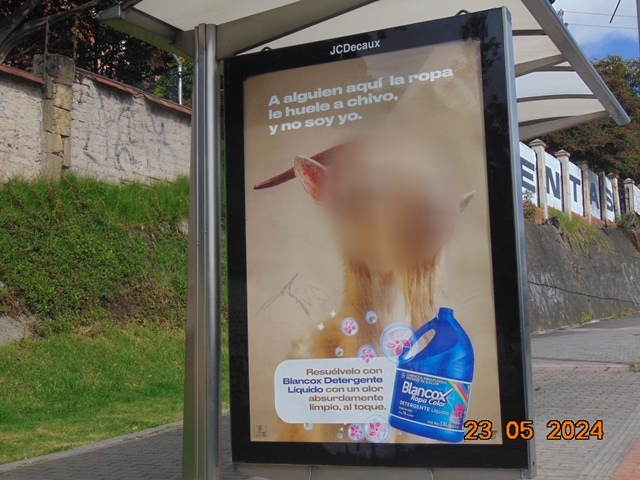 JCDecaux
A alguien aquí la ropa
le huele a chivo,
y no soy yo.
ENTAS
Resuélvelo con
Blancox Detergente
Líquido con un olor
absurdamente
limpio, al toque.
Blancox
Ropa Color
DETERGENTE Líquido
23 05 2024